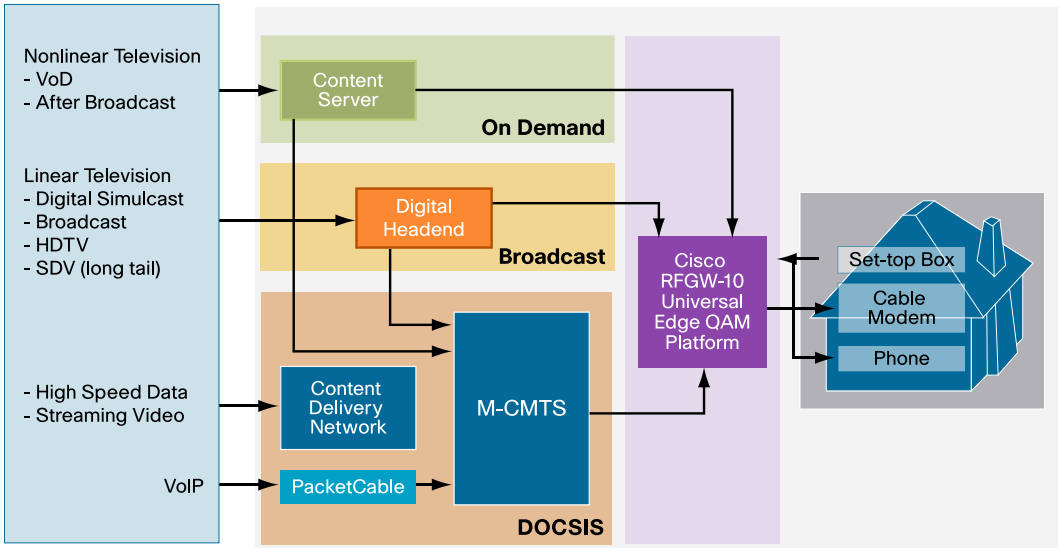 Nonlinear Television
- VoD
- After Broadcast
Linear Television
- Digital Simulcast
- Broadcast
- HDTV
- SDV (long tail)
- High Speed Data
- Streaming Video
VoIP
Content
Server
On Demand
Digital
Headend
Broadcast
Content
Delivery
Network
PacketCable
M-CMTS
DOCSIS
Cisco
RFGW-10
Universal
Edge QAM
Platform
Set-top Box
Cable
Modem
Phone